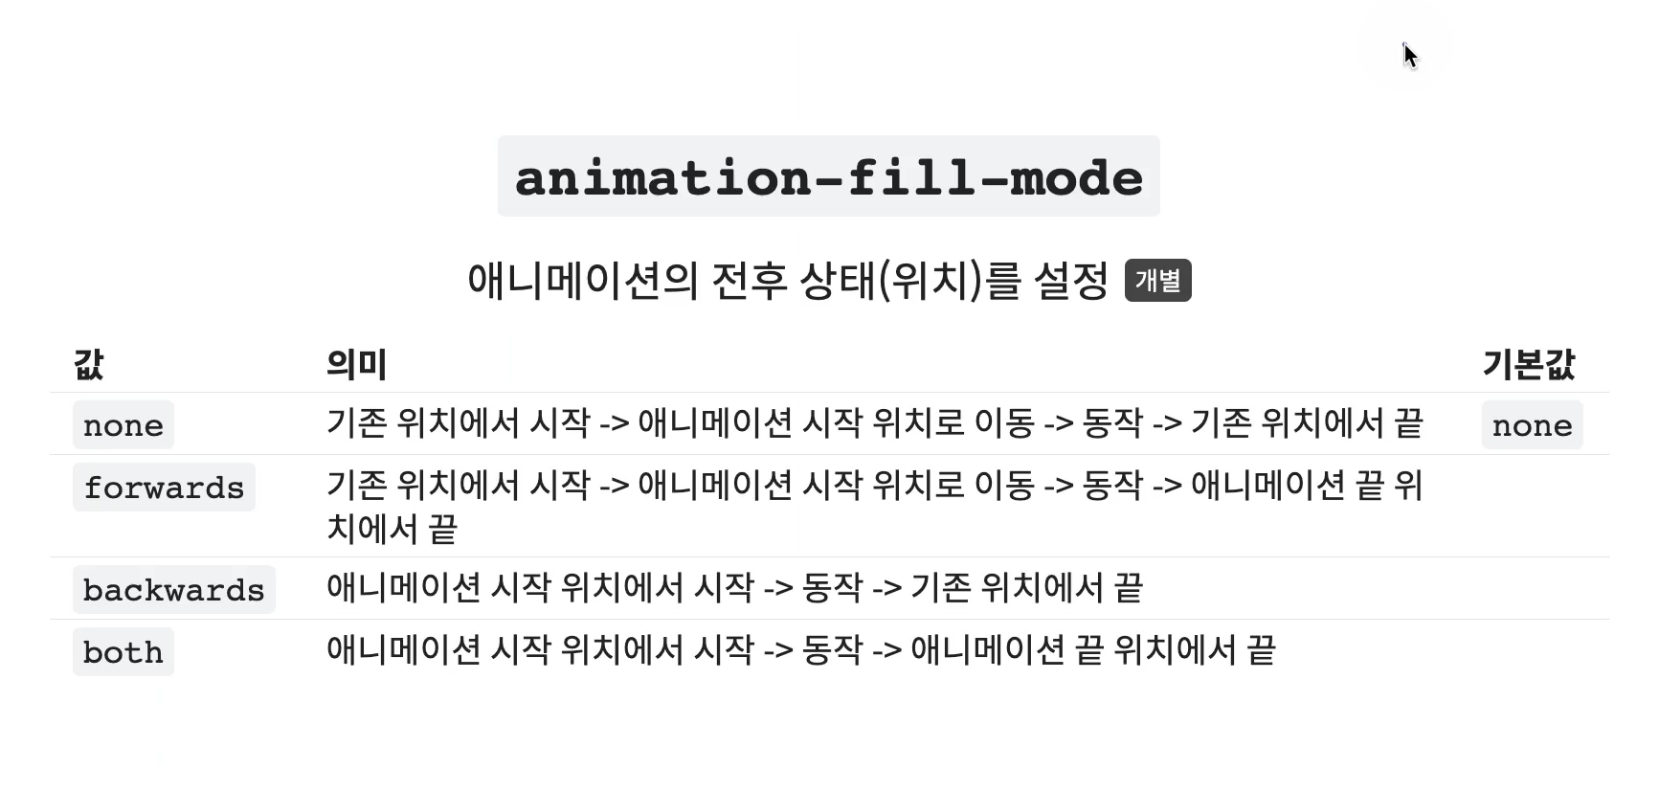 animation-fill-mode
애니메이션의 전후 상태(위치)를 설정 개별
값 의미 기본값
none 기존 위치에서 시작 -> 애니메이션 시작 위치로 이동 -> 동작 -> 기존 위치에서 끝 none
forwards 기존 위치에서 시작 -> 애니메이션 시작 위치로 이동 -> 동작 -> 애니메이션 끝 위
치에서 끝
backwards 애니메이션 시작 위치에서 시작 -> 동작 -> 기존 위치에서 끝
both 애니메이션 시작 위치에서 시작 -> 동작 -> 애니메이션 끝 위치에서 끝